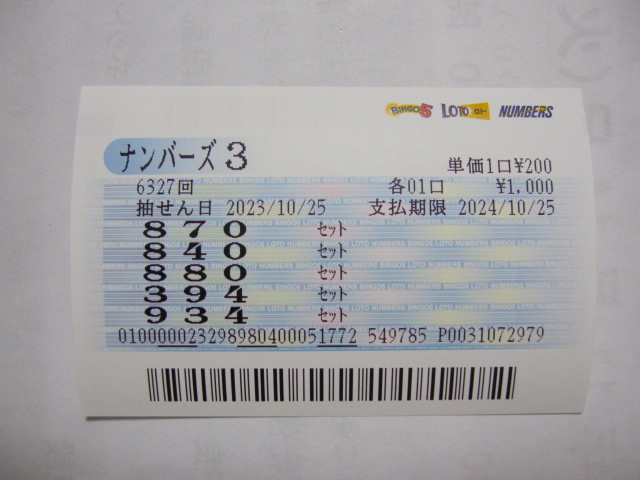 BINGO5 LOTO ロト NUMBERS
ナンバーズ3 単価1口¥200
6327回 各01口 ¥1,000
抽せん日 2023/10/25 支払期限 2024/10/25
870 セット
840 セット
880 セット
394 セット
934 セット
010000023298980400051772 549785 P0031072979